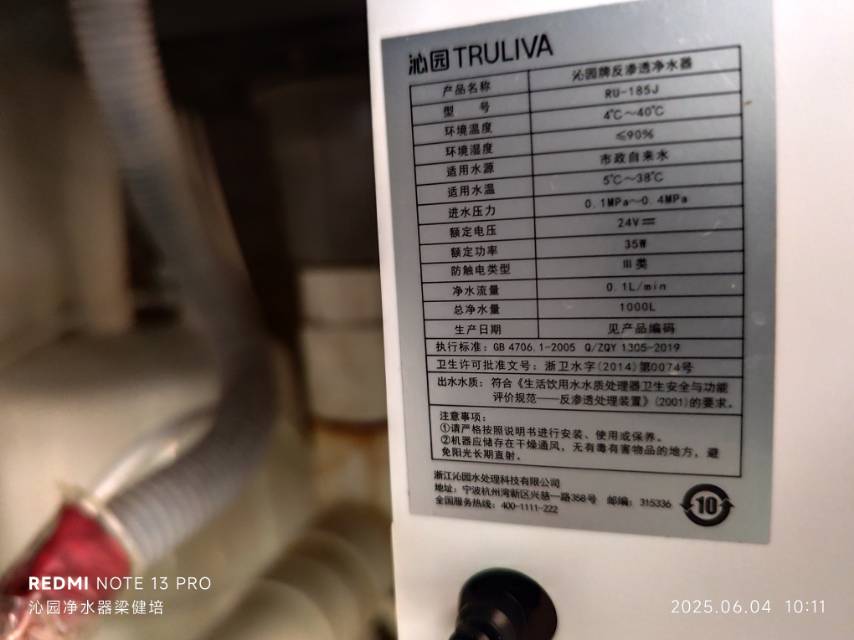 沁园 TRULIVA
产品名称 沁园牌反渗透净水器
型 号 RU-185J
环境温度 4℃~40℃
环境湿度 ≤90%
适用水源 市政自来水
适用水温 5℃~38℃
进水压力 0.1MPa~0.4MPa
额定电压 24V⎓
额定功率 35W
防触电类型 III类
净水流量 0.1L/min
总净水量 1000L
生产日期 见产品编码
执行标准：GB 4706.1-2005 Q/ZQY 1305-2019
卫生许可批准文号：浙卫水字(2014)第0074号
出水水质：符合《生活饮用水水质处理器卫生安全与功能
评价规范——反渗透处理装置》(2001)的要求。
注意事项：
①请严格按照说明书进行安装、使用或保养。
②机器应储存在干燥通风，无有毒有害物品的地方，避
免阳光长期直射。
浙江沁园水处理科技有限公司
地址：宁波杭州湾新区兴慈一路358号 邮编：315336
全国服务热线：400-1111-222
10
REDMI NOTE 13 PRO
沁园净水器梁健培
2025.06.04 10:11